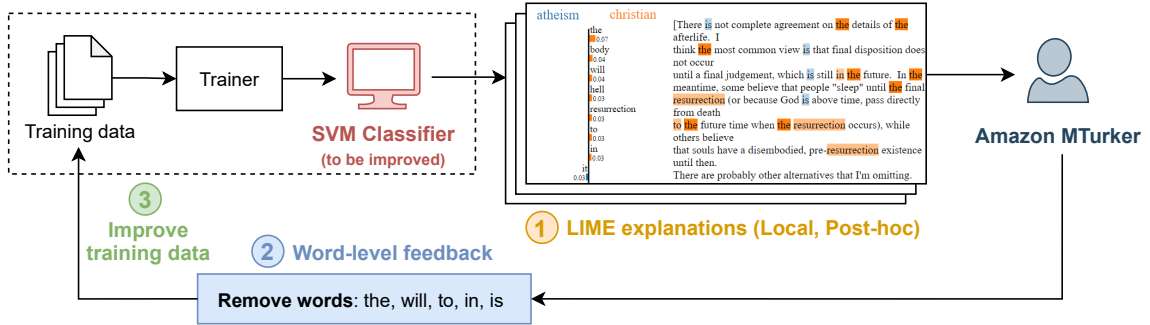 Training data
Trainer
SVM Classifier
(to be improved)
atheism christian
the
0.07
body
0.04
will
0.04
hell
0.03
resurrection
0.03
to
0.03
in
0.03
it
0.03
[There is not complete agreement on the details of the
afterlife. I
think the most common view is that final disposition does
not occur
until a final judgement, which is still in the future. In the
meantime, some believe that people "sleep" until the final
resurrection (or because God is above time, pass directly
from death
to the future time when the resurrection occurs), while
others believe
that souls have a disembodied, pre-resurrection existence
until then.
There are probably other alternatives that I'm omitting.
Amazon MTurker
1 LIME explanations (Local, Post-hoc)
2 Word-level feedback
Remove words: the, will, to, in, is
3
Improve
training data